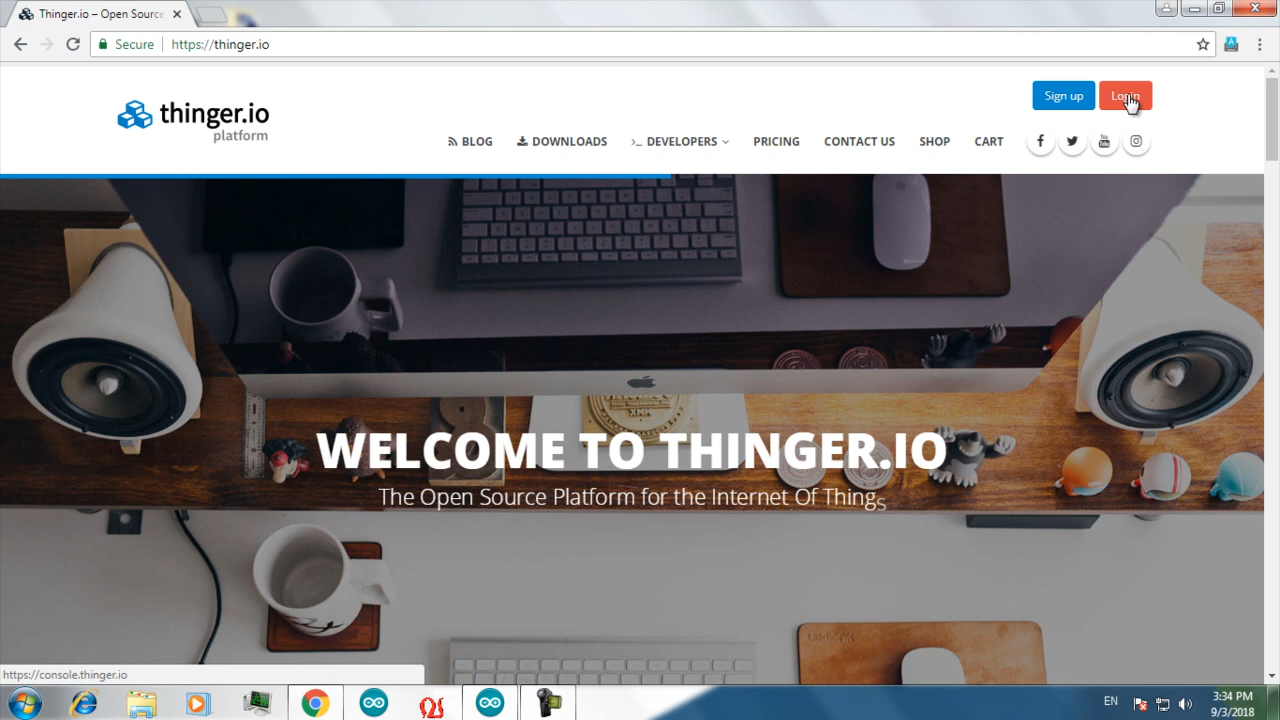 Thinger.io – Open Source
Secure
https://thinger.io
Sign up
Login
thinger.io
platform
BLOG
DOWNLOADS
DEVELOPERS
PRICING
CONTACT US
SHOP
CART
WELCOME TO THINGER.IO
The Open Source Platform for the Internet Of Things
https://console.thinger.io
EN
3:34 PM
9/3/2018